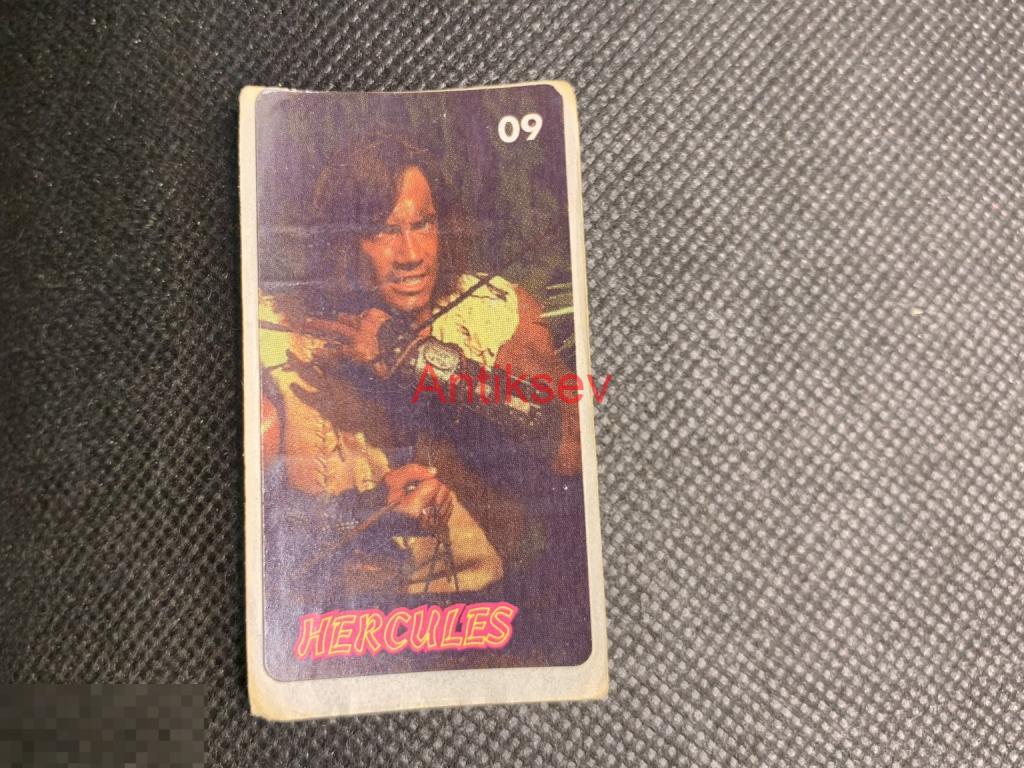 09
Antiksev
HERCULES